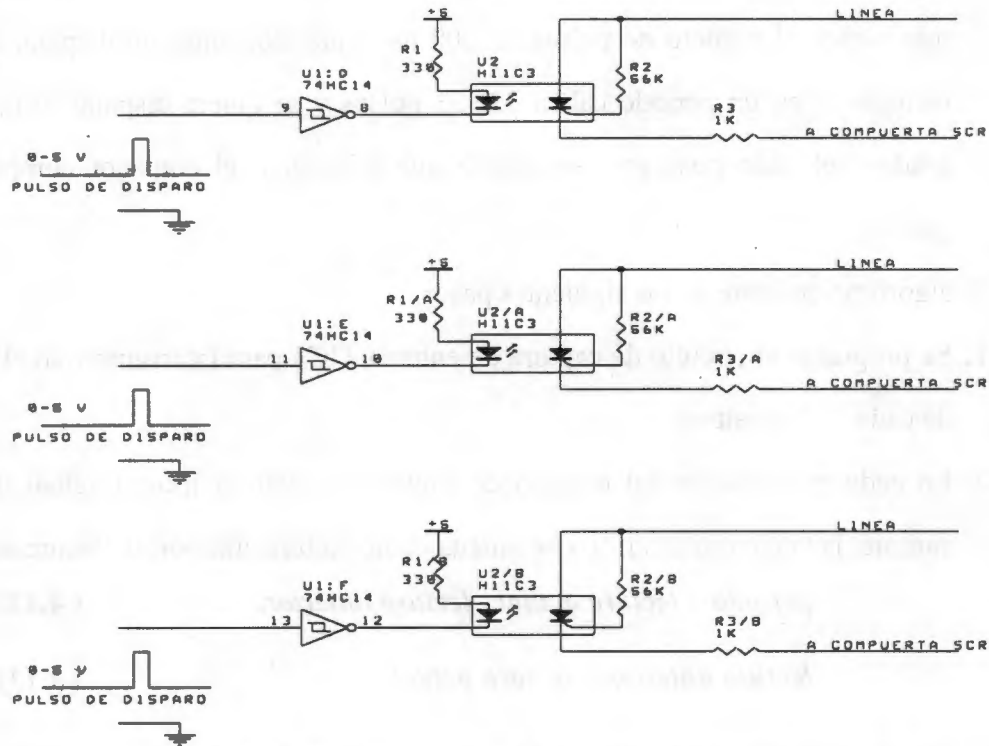 +5
LINEA
R1
330
U2
H11C3
R2
56K
U1:D
74HC14
9
8
R3
1K
A COMPUERTA SCR
0-5 V
PULSO DE DISPARO
+5
LINEA
R1/A
330
U2/A
H11C3
R2/A
56K
U1:E
74HC14
11
10
R3/A
1K
A COMPUERTA SCR
0-5 V
PULSO DE DISPARO
+5
LINEA
R1/B
330
U2/B
H11C3
R2/B
56K
U1:F
74HC14
13
12
R3/B
1K
A COMPUERTA SCR
0-5 V
PULSO DE DISPARO